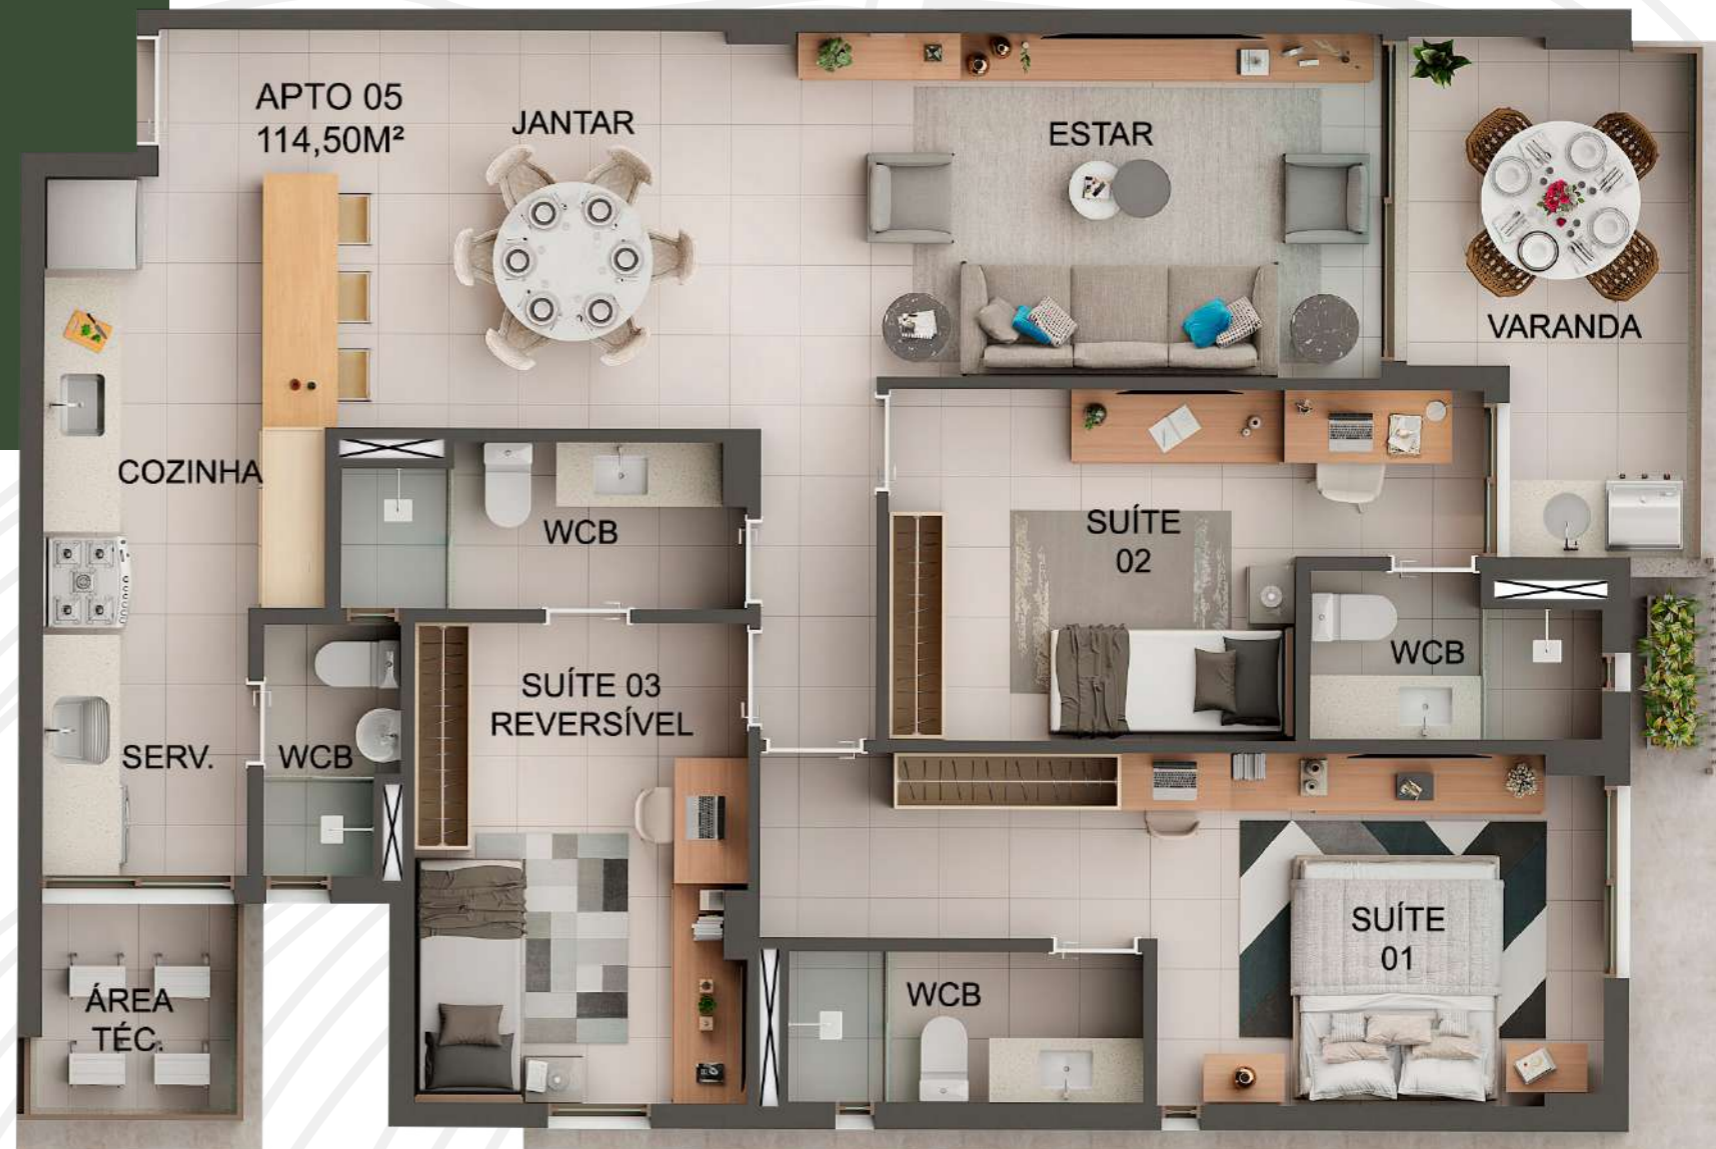 APTO 05
114,50M²
JANTAR
ESTAR
VARANDA
COZINHA
WCB
SUÍTE
02
WCB
SUÍTE 03
REVERSÍVEL
SERV.
WCB
SUÍTE
01
WCB
ÁREA
TÉC.